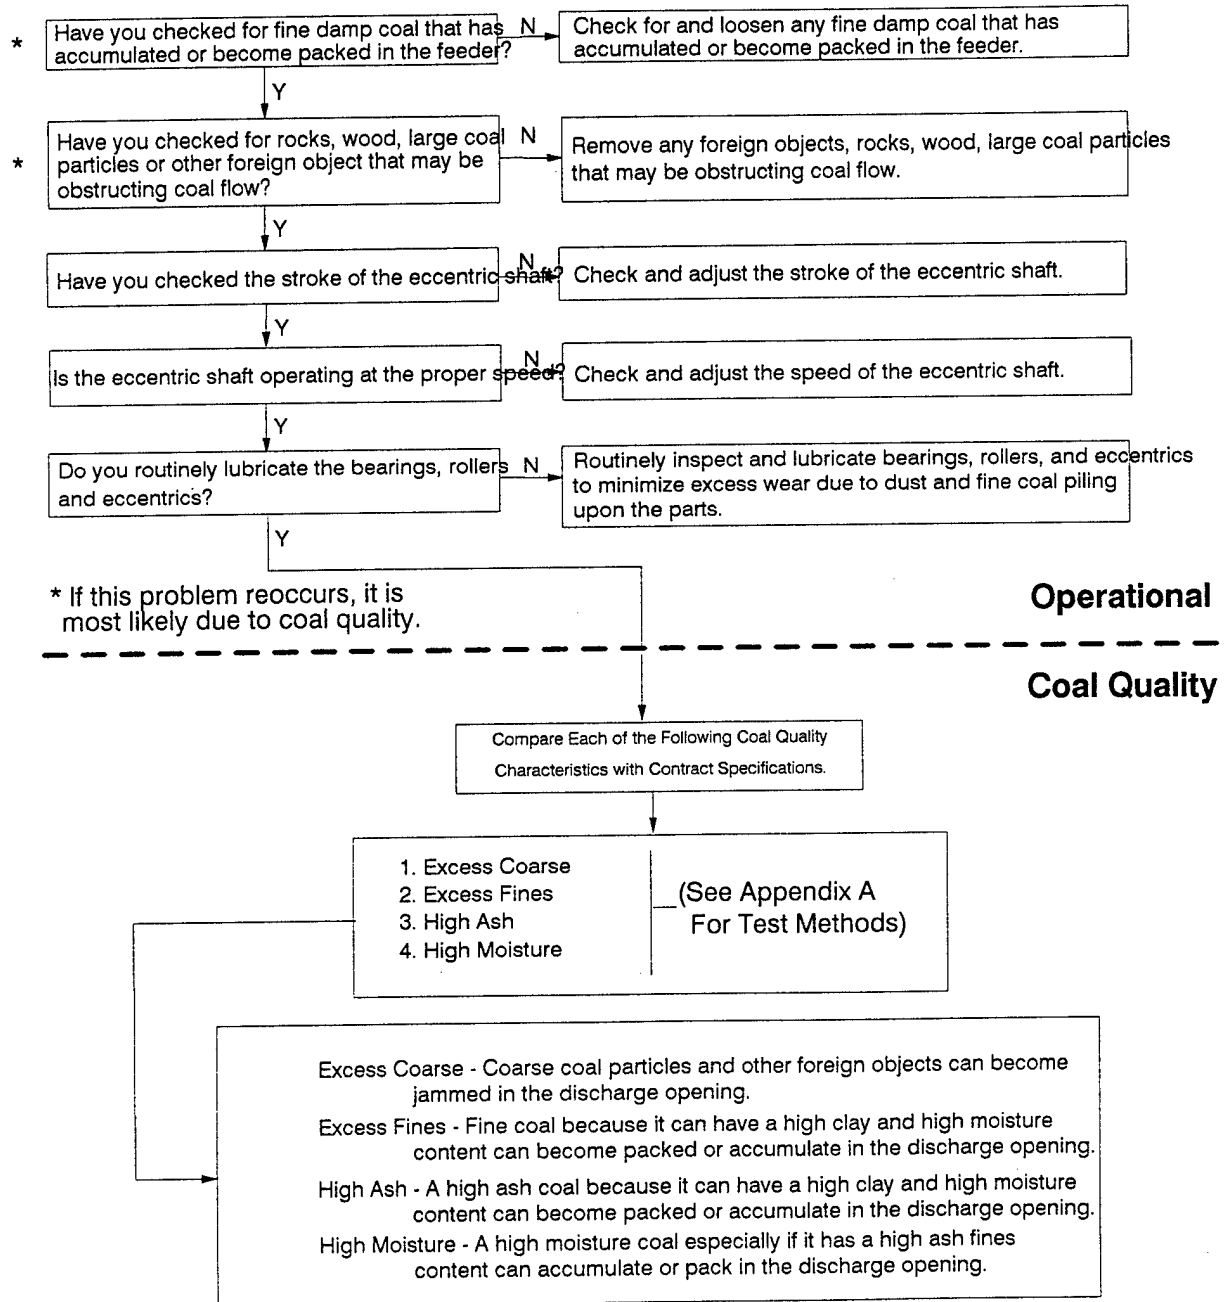 * Have you checked for fine damp coal that has
accumulated or become packed in the feeder?
N
Check for and loosen any fine damp coal that has
accumulated or become packed in the feeder.
Y
* Have you checked for rocks, wood, large coal
particles or other foreign object that may be
obstructing coal flow?
N
Remove any foreign objects, rocks, wood, large coal particles
that may be obstructing coal flow.
Y
Have you checked the stroke of the eccentric shaft?
N
Check and adjust the stroke of the eccentric shaft.
Y
Is the eccentric shaft operating at the proper speed?
N
Check and adjust the speed of the eccentric shaft.
Y
Do you routinely lubricate the bearings, rollers
and eccentrics?
N
Routinely inspect and lubricate bearings, rollers, and eccentrics
to minimize excess wear due to dust and fine coal piling
upon the parts.
Y
* If this problem reoccurs, it is
most likely due to coal quality.
Operational
Coal Quality
Compare Each of the Following Coal Quality
Characteristics with Contract Specifications.
1. Excess Coarse
2. Excess Fines
3. High Ash
4. High Moisture
(See Appendix A
For Test Methods)
Excess Coarse - Coarse coal particles and other foreign objects can become
jammed in the discharge opening.
Excess Fines - Fine coal because it can have a high clay and high moisture
content can become packed or accumulate in the discharge opening.
High Ash - A high ash coal because it can have a high clay and high moisture
content can become packed or accumulate in the discharge opening.
High Moisture - A high moisture coal especially if it has a high ash fines
content can accumulate or pack in the discharge opening.